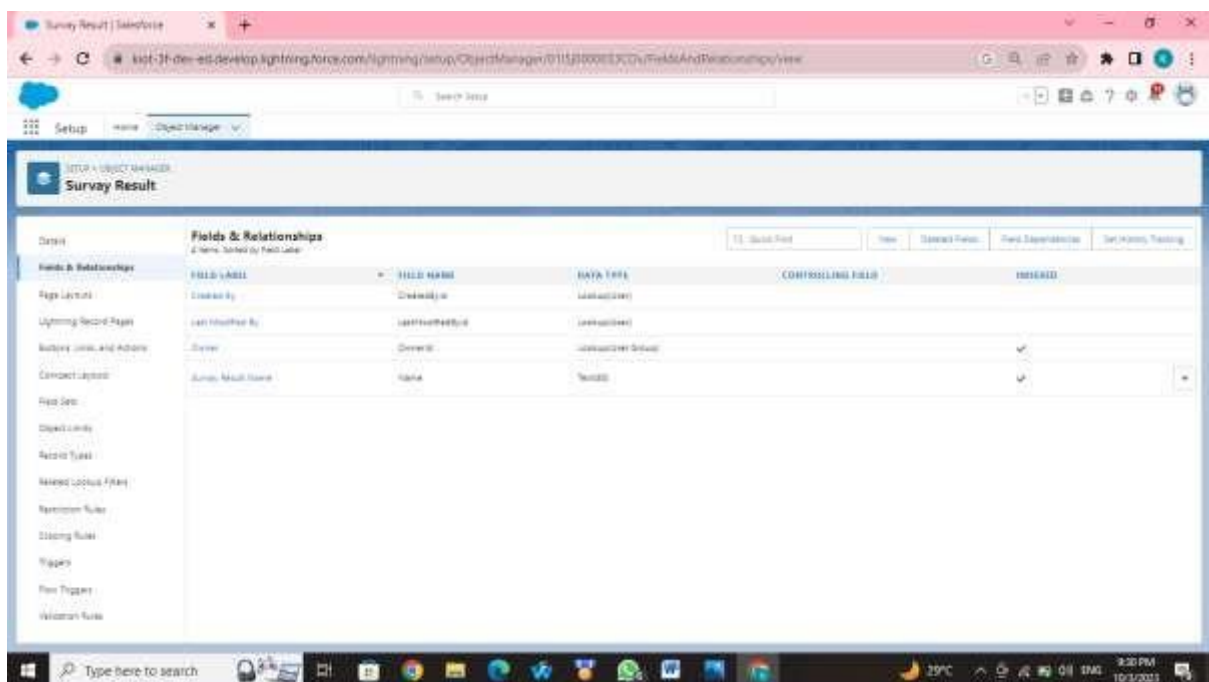 Survay Result | Salesforce
Search Setup
Setup
Home
Object Manager
SETUP > OBJECT MANAGER
Survay Result
Details
Fields & Relationships
Page Layouts
Lightning Record Pages
Buttons, Links, and Actions
Compact Layouts
Field Sets
Object Limits
Record Types
Related Lookup Filters
Restriction Rules
Scoping Rules
Triggers
Flow Triggers
Validation Rules
Fields & Relationships
4 Items, Sorted by Field Label
Quick Find
New
Deleted Fields
Field Dependencies
Set History Tracking
FIELD LABEL FIELD NAME DATA TYPE CONTROLLING FIELD INDEXED
Created By CreatedById Lookup(User)
Last Modified By LastModifiedById Lookup(User)
Owner OwnerId Lookup(User,Group)
Survay Result Name Name
Type here to search
29°C
ENG
9:30 PM